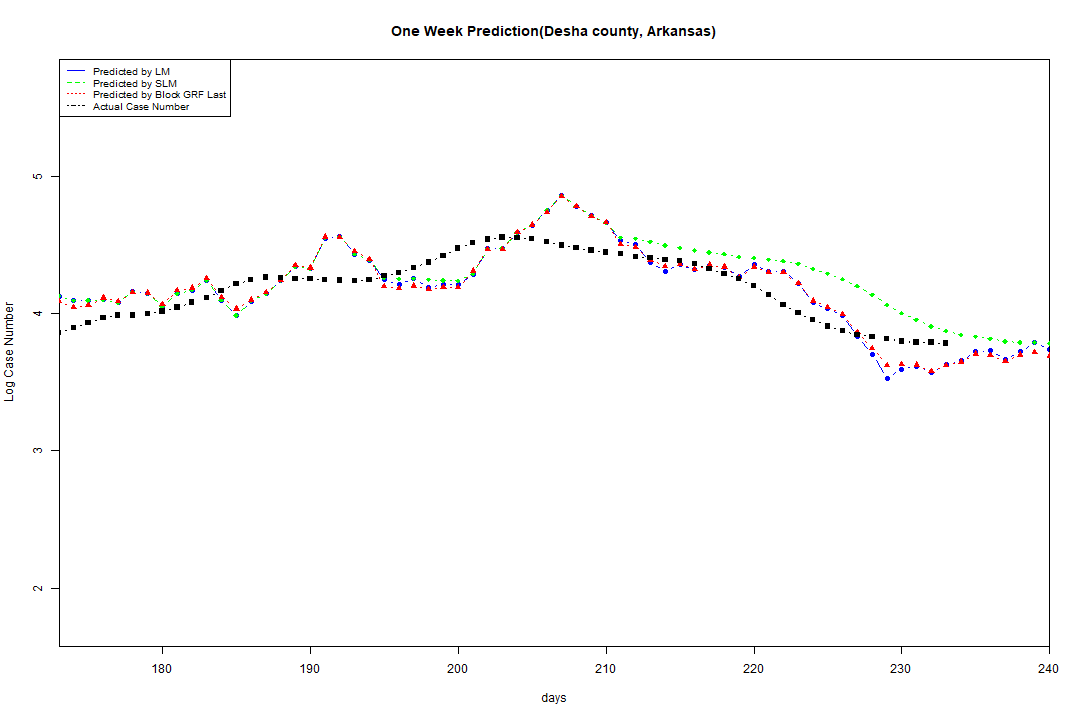 One Week Prediction(Desha county, Arkansas)
Predicted by LM
Predicted by SLM
Predicted by Block GRF Last
Actual Case Number
Log Case Number
5
4
3
2
180 190 200 210 220 230 240
days